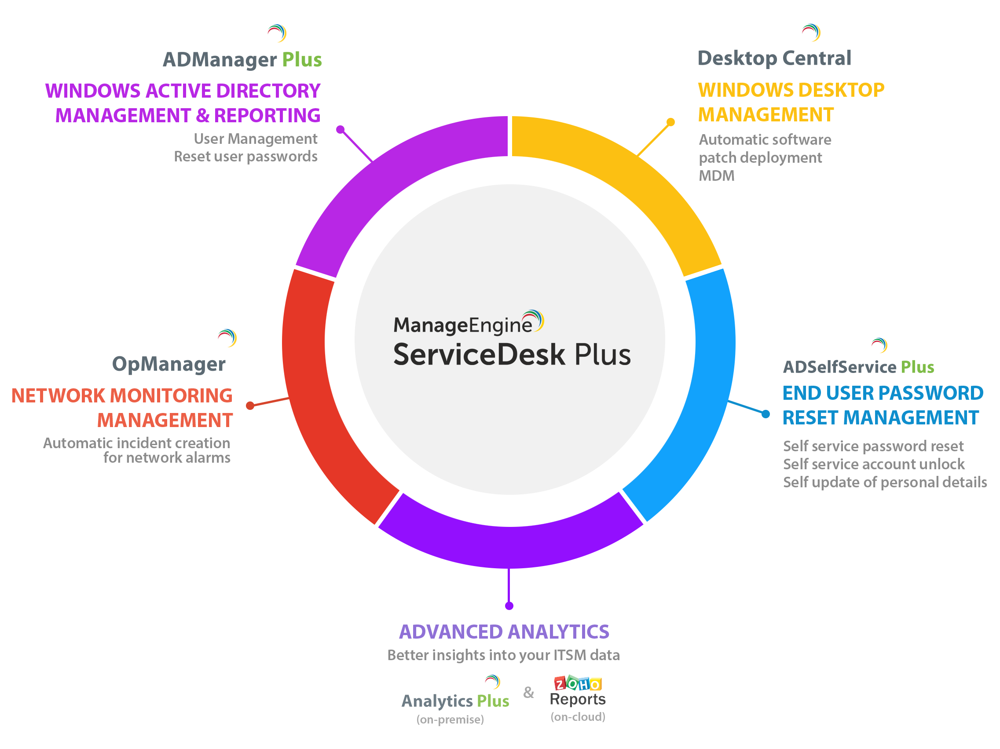 ADManager Plus
WINDOWS ACTIVE DIRECTORY
MANAGEMENT & REPORTING
User Management
Reset user passwords
Desktop Central
WINDOWS DESKTOP
MANAGEMENT
Automatic software
patch deployment
MDM
ManageEngine
ServiceDesk Plus
OpManager
NETWORK MONITORING
MANAGEMENT
Automatic incident creation
for network alarms
ADSelfService Plus
END USER PASSWORD
RESET MANAGEMENT
Self service password reset
Self service account unlock
Self update of personal details
ADVANCED ANALYTICS
Better insights into your ITSM data
Analytics Plus
(on-premise)
&
ZOHO
Reports
(on-cloud)